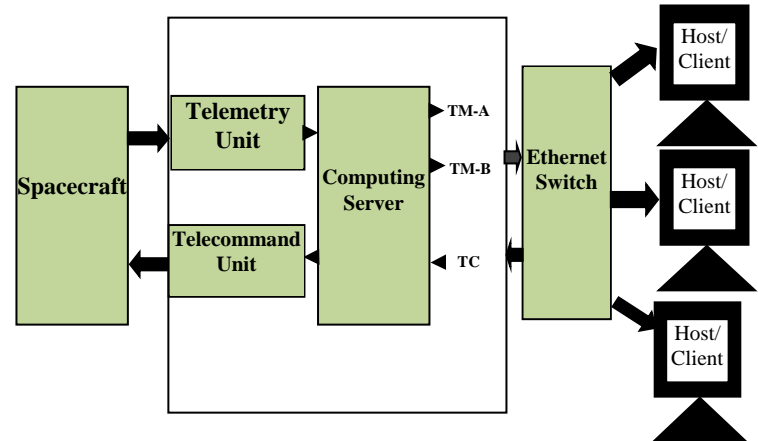 Spacecraft
Telemetry
Unit
Telecommand
Unit
Computing
Server
TM-A
TM-B
TC
Ethernet
Switch
Host/
Client
Host/
Client
Host/
Client